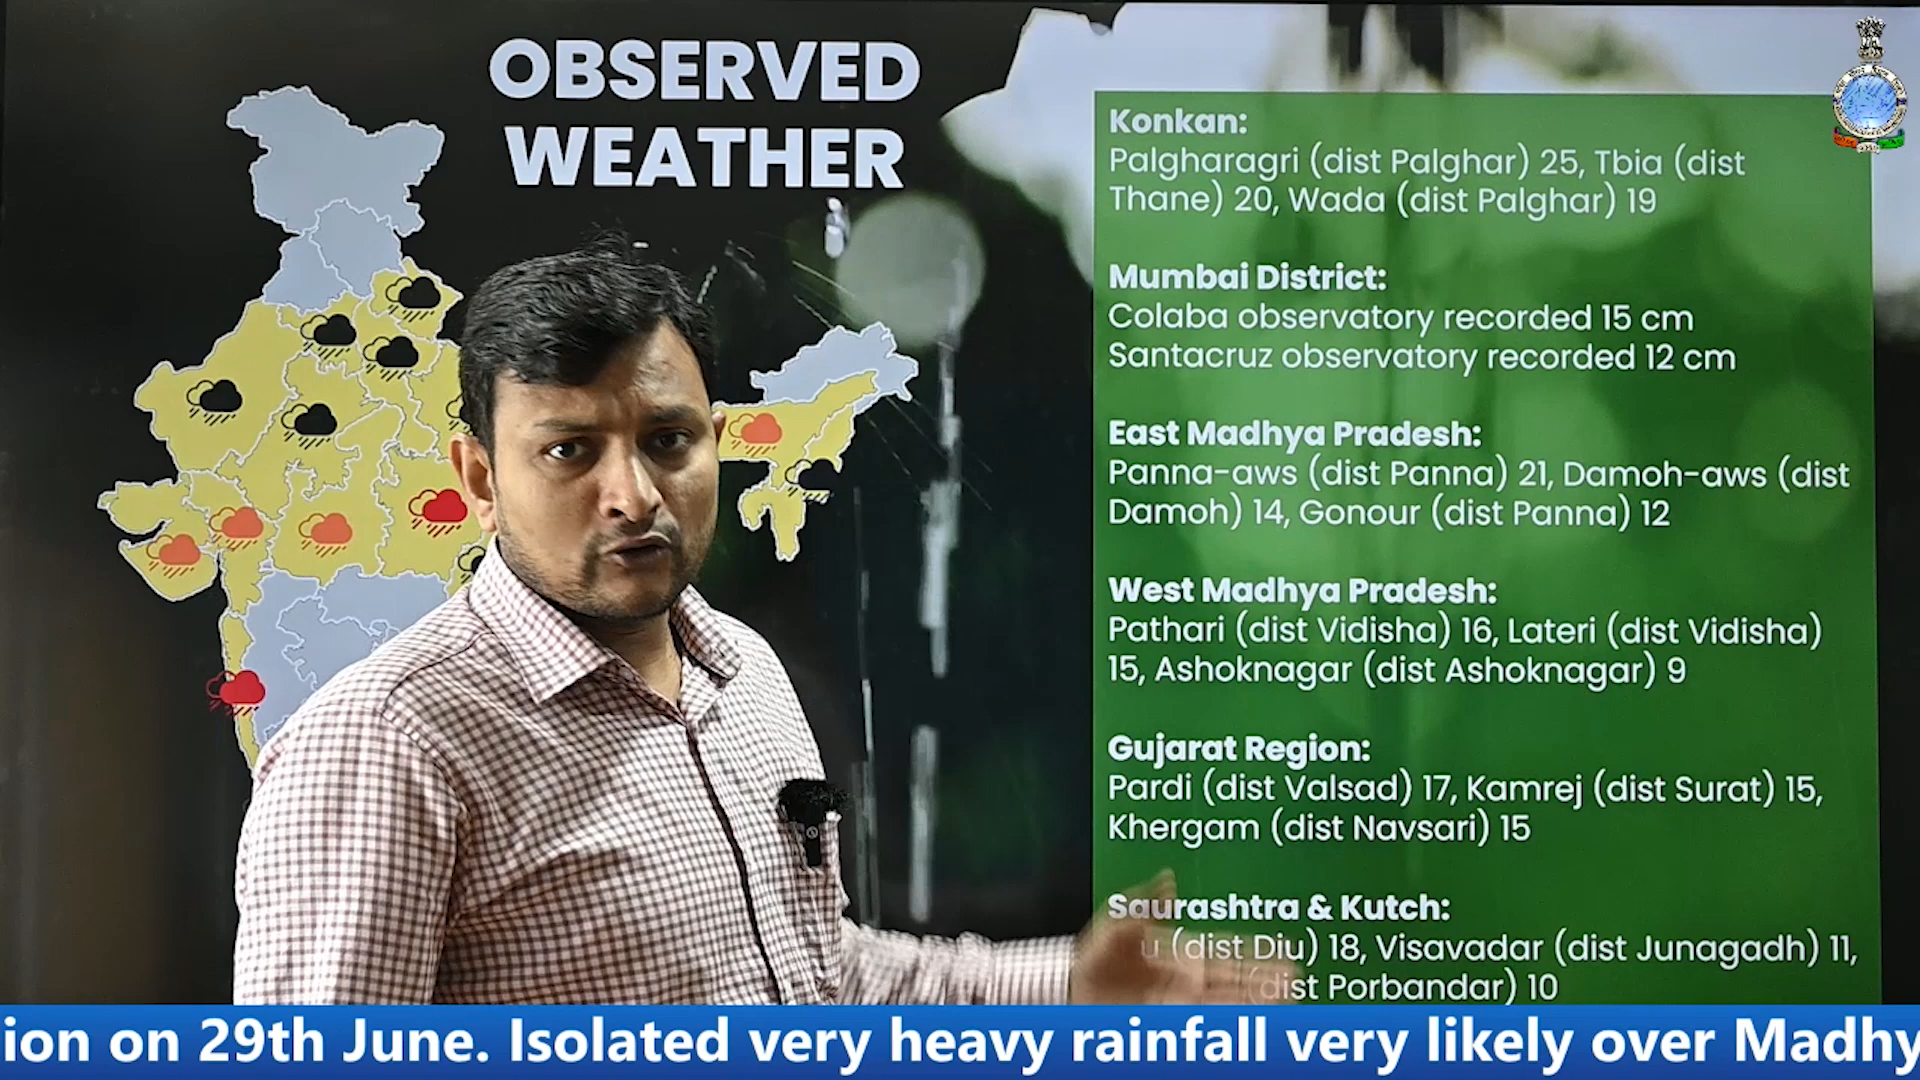 OBSERVED
WEATHER
Konkan:
Palgharagri (dist Palghar) 25, Tbia (dist
Thane) 20, Wada (dist Palghar) 19
Mumbai District:
Colaba observatory recorded 15 cm
Santacruz observatory recorded 12 cm
East Madhya Pradesh:
Panna-aws (dist Panna) 21, Damoh-aws (dist
Damoh) 14, Gonour (dist Panna) 12
West Madhya Pradesh:
Pathari (dist Vidisha) 16, Lateri (dist Vidisha)
15, Ashoknagar (dist Ashoknagar) 9
Gujarat Region:
Pardi (dist Valsad) 17, Kamrej (dist Surat) 15,
Khergam (dist Navsari) 15
Saurashtra & Kutch:
u (dist Diu) 18, Visavadar (dist Junagadh) 11,
(dist Porbandar) 10
ion on 29th June. Isolated very heavy rainfall very likely over Madhy